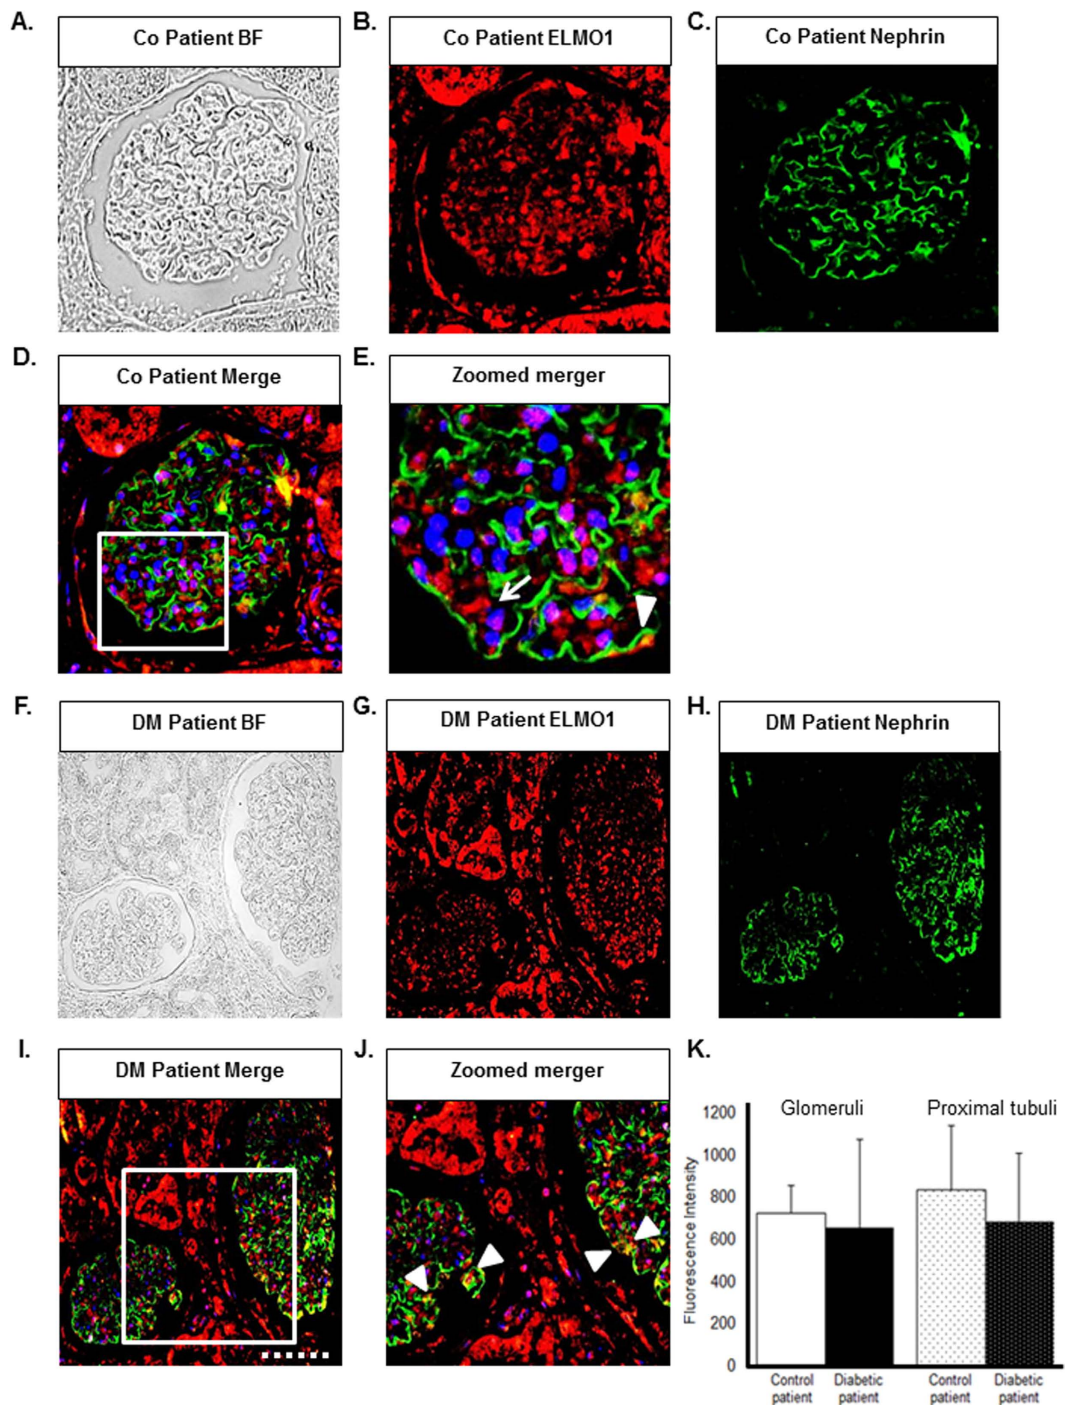 A.
Co Patient BF
B.
Co Patient ELMO1
C.
Co Patient Nephrin
D.
Co Patient Merge
E.
Zoomed merger
F.
DM Patient BF
G.
DM Patient ELMO1
H.
DM Patient Nephrin
I.
DM Patient Merge
J.
Zoomed merger
K.
Fluorescence Intensity
1200
1000
800
600
400
200
0
Glomeruli
Proximal tubuli
Control patient
Diabetic patient
Control patient
Diabetic patient